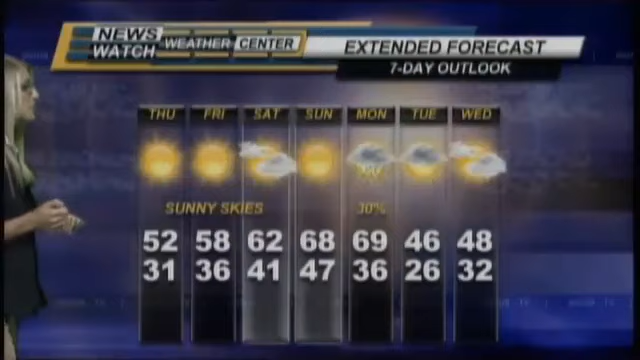 NEWS WATCH WEATHER CENTER
EXTENDED FORECAST
7-DAY OUTLOOK
THU FRI SAT SUN MON TUE WED
SUNNY SKIES 30%
52 58 62 68 69 46 48
31 36 41 47 36 26 32